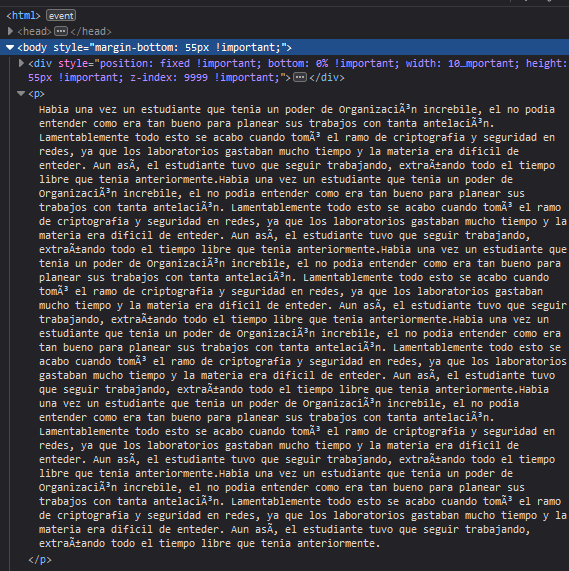 <html> event
<head> ... </head>
<body style="margin-bottom: 55px !important;">
<div style="position: fixed !important; bottom: 0% !important; width: 10…mportant; height:
55px !important; z-index: 9999 !important;"> ... </div>
<p>
Habia una vez un estudiante que tenia un poder de OrganizaciÃ³n increbile, el no podia
entender como era tan bueno para planear sus trabajos con tanta antelaciÃ³n.
Lamentablemente todo esto se acabo cuando tomÃ³ el ramo de criptografia y seguridad en
redes, ya que los laboratorios gastaban mucho tiempo y la materia era dificil de
enteder. Aun asÃ, el estudiante tuvo que seguir trabajando, extraÃ±ando todo el tiempo
libre que tenia anteriormente.Habia una vez un estudiante que tenia un poder de
OrganizaciÃ³n increbile, el no podia entender como era tan bueno para planear sus
trabajos con tanta antelaciÃ³n. Lamentablemente todo esto se acabo cuando tomÃ³ el ramo
de criptografia y seguridad en redes, ya que los laboratorios gastaban mucho tiempo y la
materia era dificil de enteder. Aun asÃ, el estudiante tuvo que seguir trabajando,
extraÃ±ando todo el tiempo libre que tenia anteriormente.Habia una vez un estudiante que
tenia un poder de OrganizaciÃ³n increbile, el no podia entender como era tan bueno para
planear sus trabajos con tanta antelaciÃ³n. Lamentablemente todo esto se acabo cuando
tomÃ³ el ramo de criptografia y seguridad en redes, ya que los laboratorios gastaban
mucho tiempo y la materia era dificil de enteder. Aun asÃ, el estudiante tuvo que seguir
trabajando, extraÃ±ando todo el tiempo libre que tenia anteriormente.Habia una vez un
estudiante que tenia un poder de OrganizaciÃ³n increbile, el no podia entender como era
tan bueno para planear sus trabajos con tanta antelaciÃ³n. Lamentablemente todo esto se
acabo cuando tomÃ³ el ramo de criptografia y seguridad en redes, ya que los laboratorios
gastaban mucho tiempo y la materia era dificil de enteder. Aun asÃ, el estudiante tuvo
que seguir trabajando, extraÃ±ando todo el tiempo libre que tenia anteriormente.Habia
una vez un estudiante que tenia un poder de OrganizaciÃ³n increbile, el no podia
entender como era tan bueno para planear sus trabajos con tanta antelaciÃ³n.
Lamentablemente todo esto se acabo cuando tomÃ³ el ramo de criptografia y seguridad en
redes, ya que los laboratorios gastaban mucho tiempo y la materia era dificil de
enteder. Aun asÃ, el estudiante tuvo que seguir trabajando, extraÃ±ando todo el tiempo
libre que tenia anteriormente.Habia una vez un estudiante que tenia un poder de
OrganizaciÃ³n increbile, el no podia entender como era tan bueno para planear sus
trabajos con tanta antelaciÃ³n. Lamentablemente todo esto se acabo cuando tomÃ³ el ramo
de criptografia y seguridad en redes, ya que los laboratorios gastaban mucho tiempo y la
materia era dificil de enteder. Aun asÃ, el estudiante tuvo que seguir trabajando,
extraÃ±ando todo el tiempo libre que tenia anteriormente.
</p>